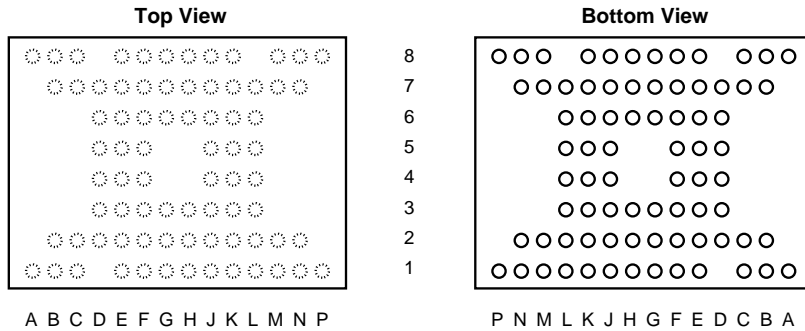 Top View
Bottom View
8
7
6
5
4
3
2
1
A B C D E F G H J K L M N P
P N M L K J H G F E D C B A